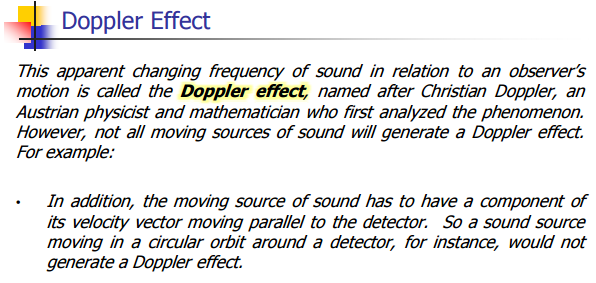 Doppler Effect
This apparent changing frequency of sound in relation to an observer's
motion is called the Doppler effect, named after Christian Doppler, an
Austrian physicist and mathematician who first analyzed the phenomenon.
However, not all moving sources of sound will generate a Doppler effect.
For example:
• In addition, the moving source of sound has to have a component of
its velocity vector moving parallel to the detector. So a sound source
moving in a circular orbit around a detector, for instance, would not
generate a Doppler effect.